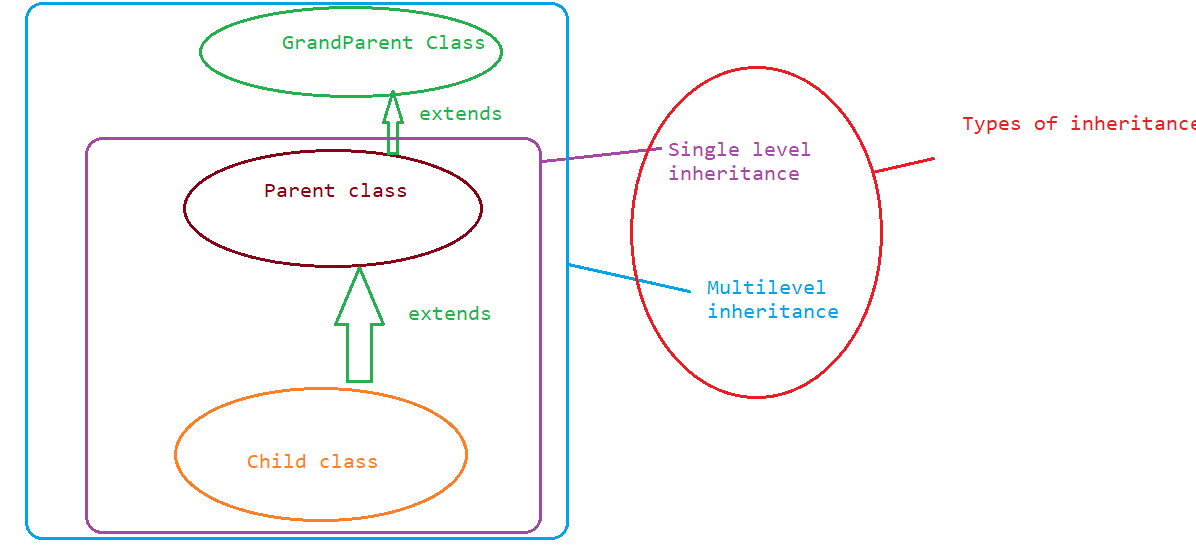 GrandParent Class
extends
Types of inheritance
Single level
inheritance
Parent class
Multilevel
inheritance
extends
Child class